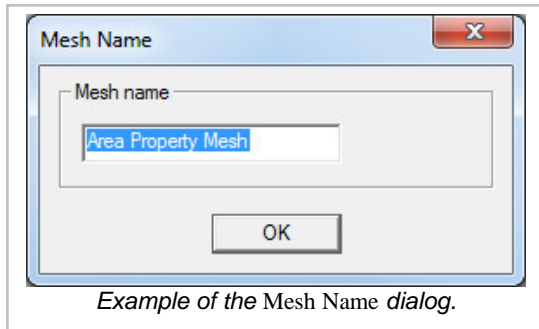 Mesh Name
Mesh name
Area Property Mesh
OK
Example of the Mesh Name dialog.